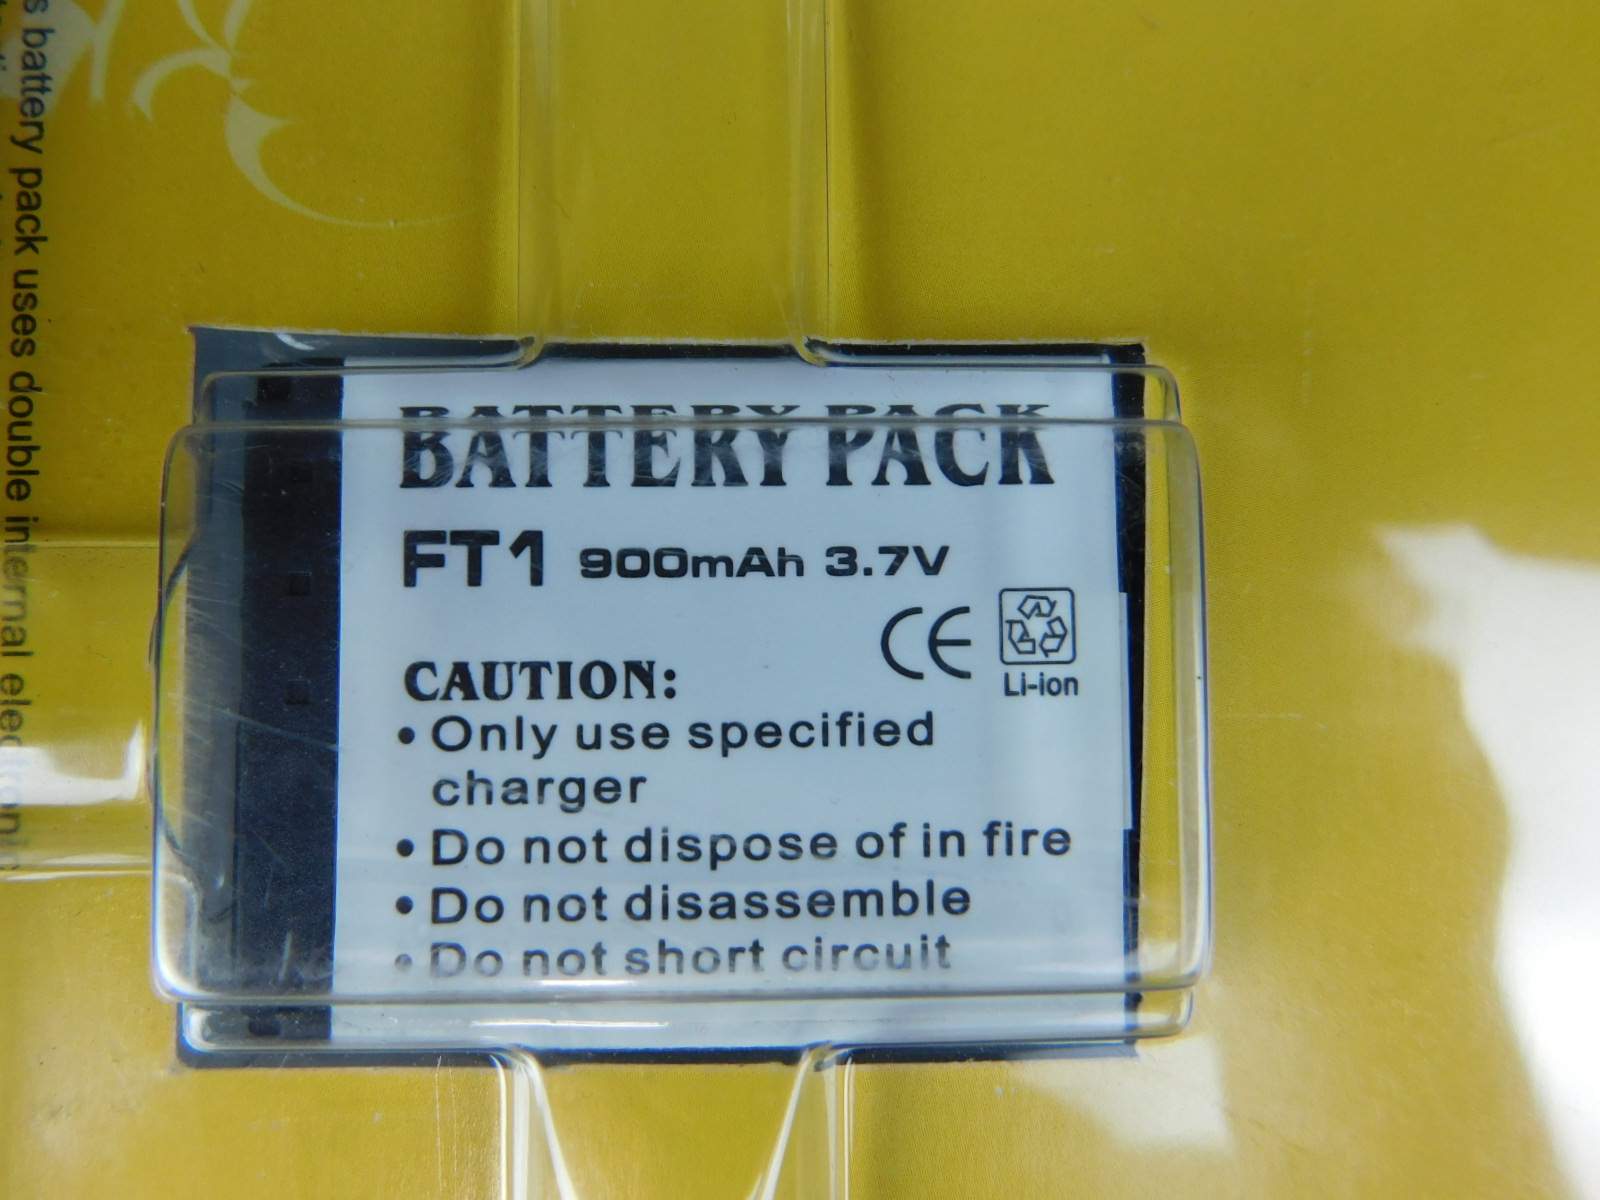 BATTERY PACK
FT1 900mAh 3.7V
CE
Li-ion
CAUTION:
• Only use specified
charger
• Do not dispose of in fire
• Do not disassemble
• Do not short circuit
battery pack uses double internal electronic